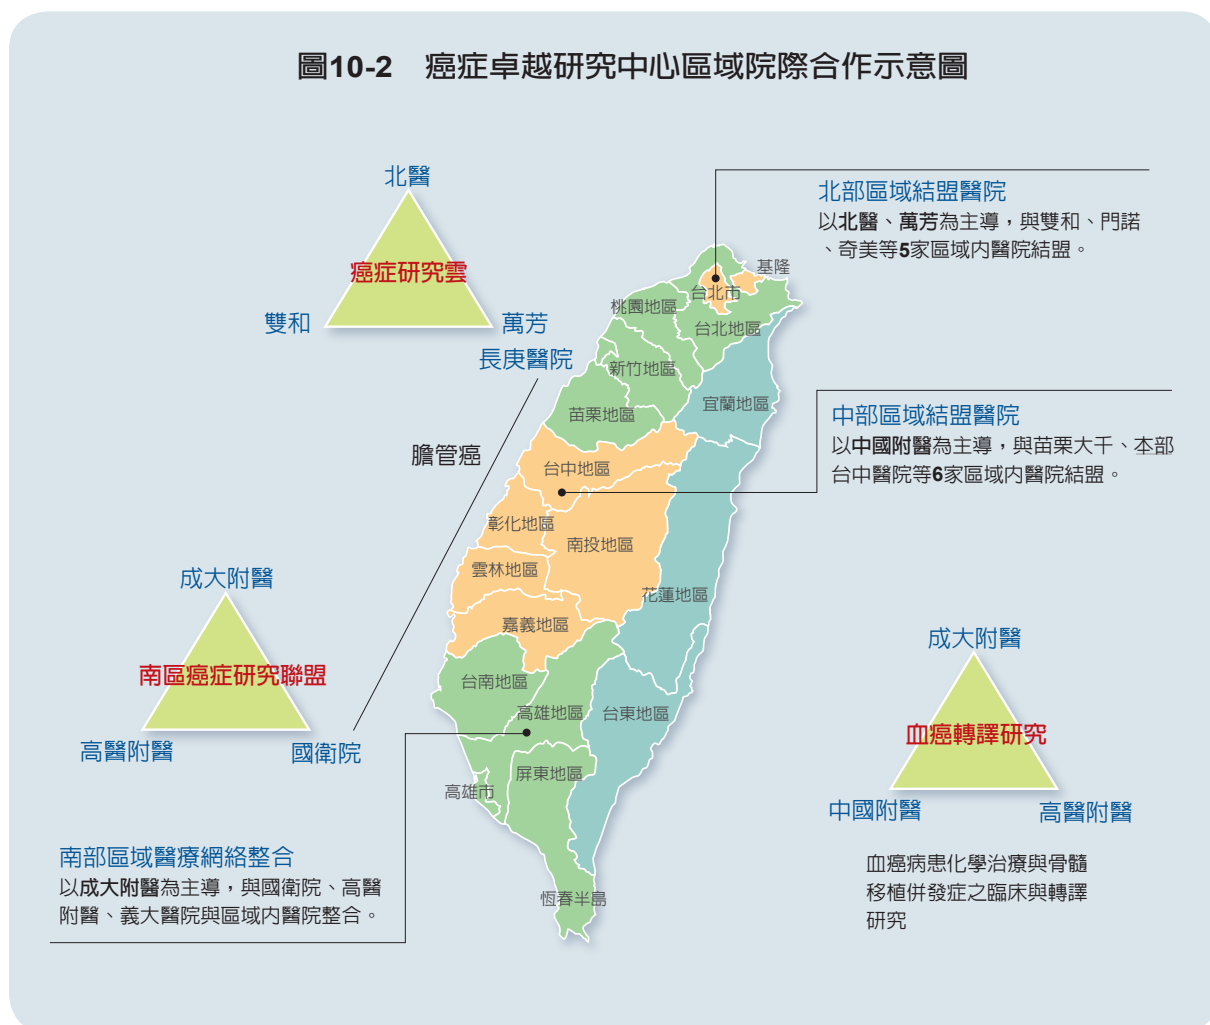 圖10-2 癌症卓越研究中心區域院際合作示意圖
北醫
癌症研究雲
雙和
萬芳
北部區域結盟醫院
以北醫、萬芳為主導，與雙和、門諾
、奇美等5家區域內醫院結盟。
基隆
台北市
桃園地區
台北地區
新竹地區
宜蘭地區
苗栗地區
長庚醫院
膽管癌
國衛院
中部區域結盟醫院
以中國附醫為主導，與苗栗大千、本部
台中醫院等6家區域內醫院結盟。
台中地區
彰化地區
南投地區
雲林地區
花蓮地區
嘉義地區
成大附醫
南區癌症研究聯盟
高醫附醫
台南地區
高雄地區
台東地區
屏東地區
高雄市
恆春半島
成大附醫
血癌轉譯研究
中國附醫
高醫附醫
血癌病患化學治療與骨髓
移植併發症之臨床與轉譯
研究
南部區域醫療網絡整合
以成大附醫為主導，與國衛院、高醫
附醫、義大醫院與區域內醫院整合。